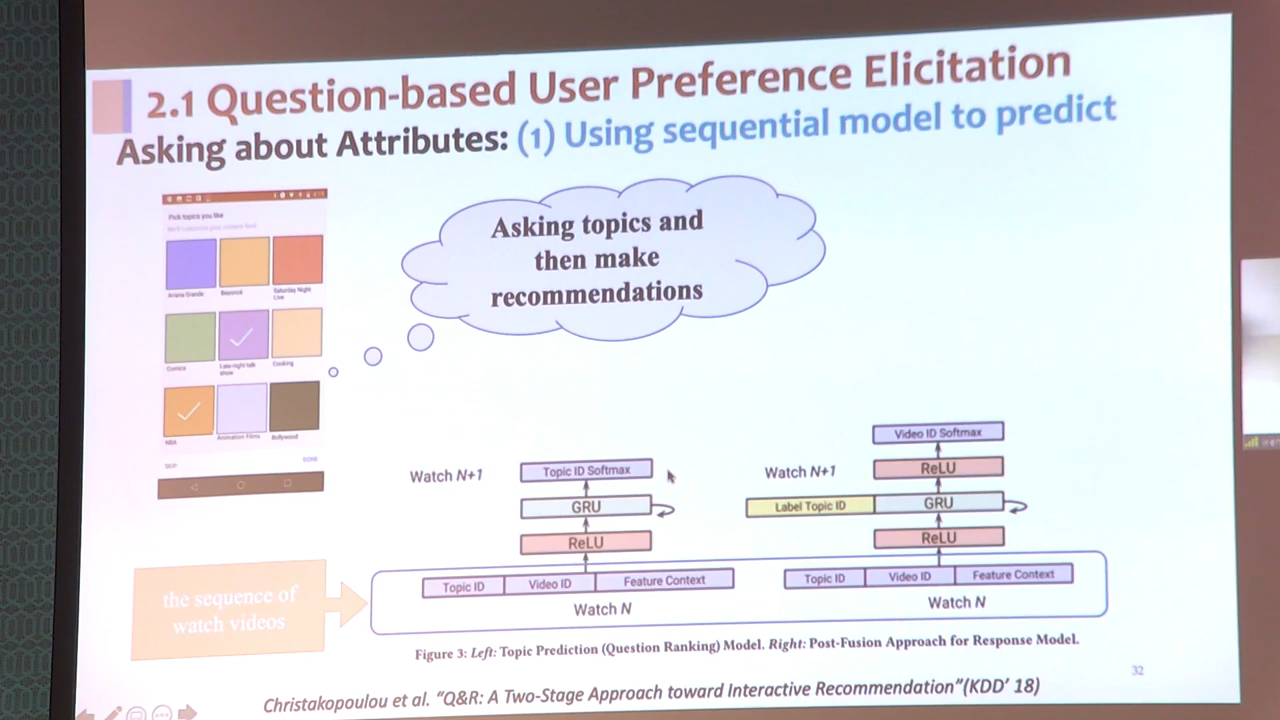 2.1 Question-based User Preference Elicitation
Asking about Attributes: (1) Using sequential model to predict
Pick topics you like
Ariana Grande
Beyoncé
Saturday Night
Live
Comics
Late-night talk
show
Cooking
NBA
Animation Films
Bollywood
SKIP
DONE
Asking topics and
then make
recommendations
Watch N+1
Topic ID Softmax
GRU
ReLU
Topic ID
Video ID
Feature Context
Watch N
Watch N+1
Video ID Softmax
ReLU
Label Topic ID
GRU
ReLU
Topic ID
Video ID
Feature Context
Watch N
the sequence of
watch videos
Figure 3: Left: Topic Prediction (Question Ranking) Model. Right: Post-Fusion Approach for Response Model.
32
Christakopoulou et al. “Q&R: A Two-Stage Approach toward Interactive Recommendation”(KDD’ 18)